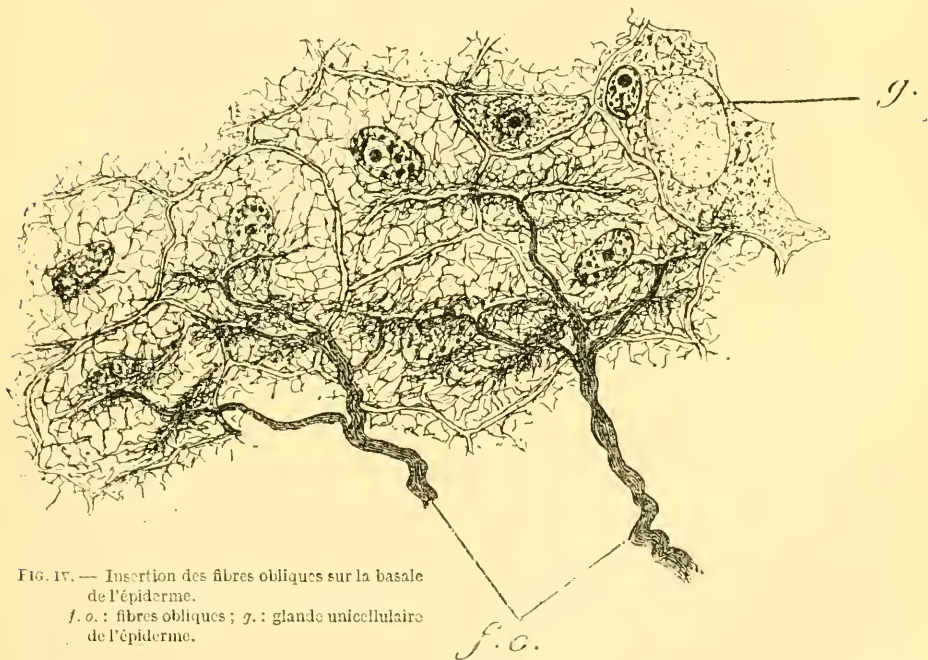 g.
FIG. IV. — Insertion des fibres obliques sur la basale
de l'épiderme.
f. o. : fibres obliques ; g. : glande unicellulaire
de l'épiderme.
f. o.